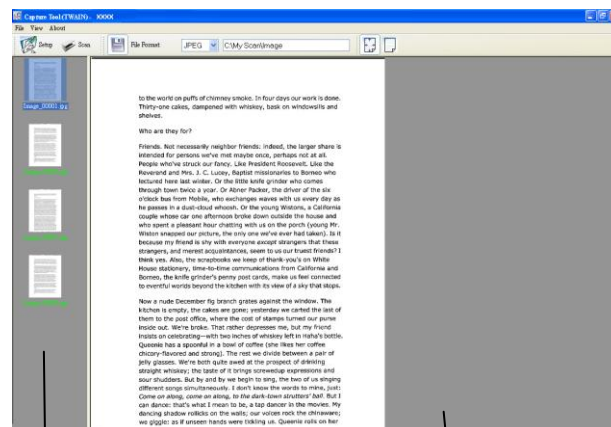 Capture Tool(TWAIN) - XXXX
File View About
Setup Scan File Format JPEG C:\My Scan\Image
Image_00001.jpg
to the world on puffs of chimney smoke. In four days our work is done.
Thirty-one cakes, dampened with whiskey, bask on windowsills and
shelves.
Who are they for?
Friends. Not necessarily neighbor friends: indeed, the larger share is
intended for persons we've met maybe once, perhaps not at all.
People who've struck our fancy. Like President Roosevelt. Like the
Reverend and Mrs. J. C. Lucey, Baptist missionaries to Borneo who
lectured here last winter. Or the little knife grinder who comes
through town twice a year. Or Abner Packer, the driver of the six
o'clock bus from Mobile, who exchanges waves with us every day as
he passes in a dust-cloud whoosh. Or the young Wistons, a California
couple whose car one afternoon broke down outside the house and
who spent a pleasant hour chatting with us on the porch (young Mr.
Wiston snapped our picture, the only one we've ever had taken). Is it
because my friend is shy with everyone except strangers that these
strangers, and merest acquaintances, seem to us our truest friends? I
think yes. Also, the scrapbooks we keep of thank-you's on White
House stationery, time-to-time communications from California and
Borneo, the knife grinder's penny post cards, make us feel connected
to eventful worlds beyond the kitchen with its view of a sky that stops.
Now a nude December fig branch grates against the window. The
kitchen is empty, the cakes are gone; yesterday we carted the last of
them to the post office, where the cost of stamps turned our purse
inside out. We're broke. That rather depresses me, but my friend
insists on celebrating—with two inches of whiskey left in Haha's bottle.
Queenie has a spoonful in a bowl of coffee (she likes her coffee
chicory-flavored and strong). The rest we divide between a pair of
jelly glasses. We're both quite awed at the prospect of drinking
straight whiskey; the taste of it brings screwedup expressions and
sour shudders. But by and by we begin to sing, the two of us singing
different songs simultaneously. I don't know the words to mine, just:
Come on along, come on along, to the dark-town strutters' ball. But I
can dance: that's what I mean to be, a tap dancer in the movies. My
dancing shadow rollicks on the walls; our voices rock the chinaware;
we giggle: as if unseen hands were tickling us. Queenie rolls on her